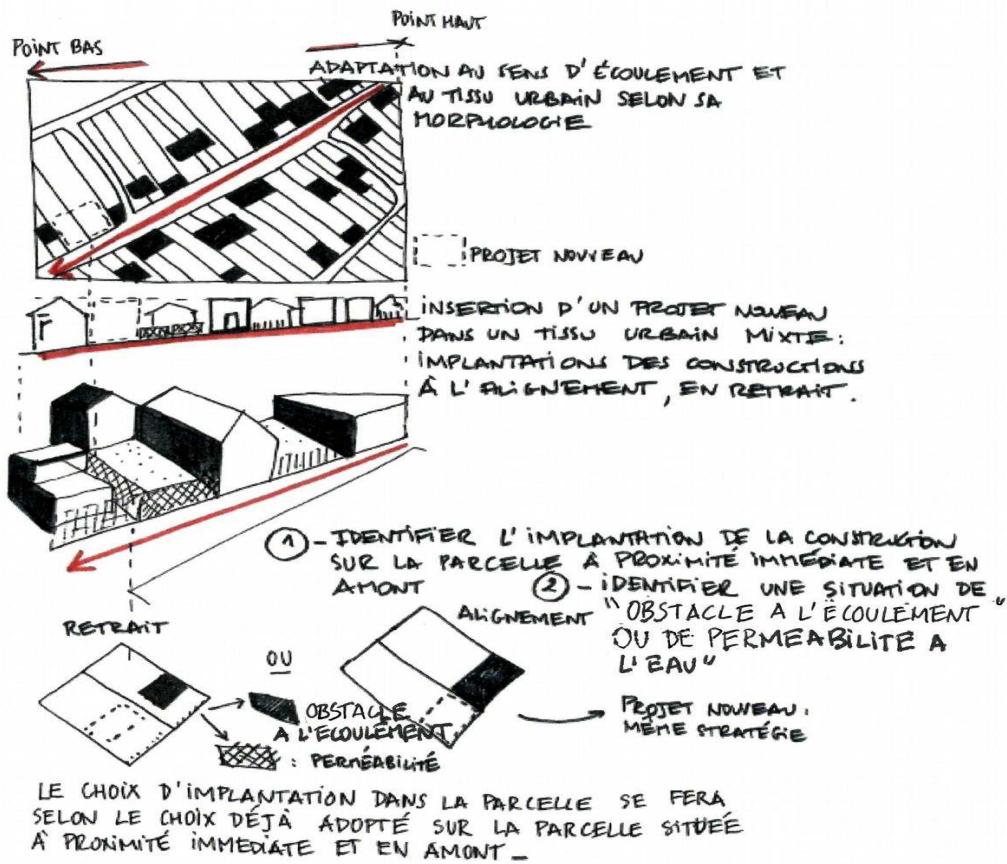 POINT HAUT
POINT BAS
ADAPTATION AU SENS D'ÉCOULEMENT ET
AU TISSU URBAIN SELON SA
MORPHOLOGIE
PROJET NOUVEAU
INSERTION D'UN PROJET NOUVEAU
DANS UN TISSU URBAIN MIXTE :
IMPLANTATIONS DES CONSTRUCTIONS
À L'ALIGNEMENT, EN RETRAIT.
① - IDENTIFIER L'IMPLANTATION DE LA CONSTRUCTION
SUR LA PARCELLE À PROXIMITÉ IMMÉDIATE ET EN
AMONT
② - IDENTIFIER UNE SITUATION DE
"OBSTACLE A L'ÉCOULEMENT
OU DE PERMEABILITE A
L'EAU"
RETRAIT
OU
ALIGNEMENT
OBSTACLE
A L'ECOULEMENT
: PERMÉABILITÉ
PROJET NOUVEAU :
MÊME STRATÉGIE
LE CHOIX D'IMPLANTATION DANS LA PARCELLE SE FERA
SELON LE CHOIX DÉJÀ ADOPTÉ SUR LA PARCELLE SITUÉE
À PROXIMITÉ IMMEDIATE ET EN AMONT _